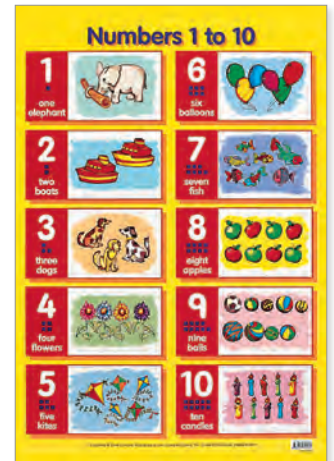 Numbers 1 to 10
1
one
elephant
2
two
boats
3
three
dogs
4
four
flowers
5
five
kites
6
six
balloons
7
seven
fish
8
eight
apples
9
nine
balls
10
ten
candles